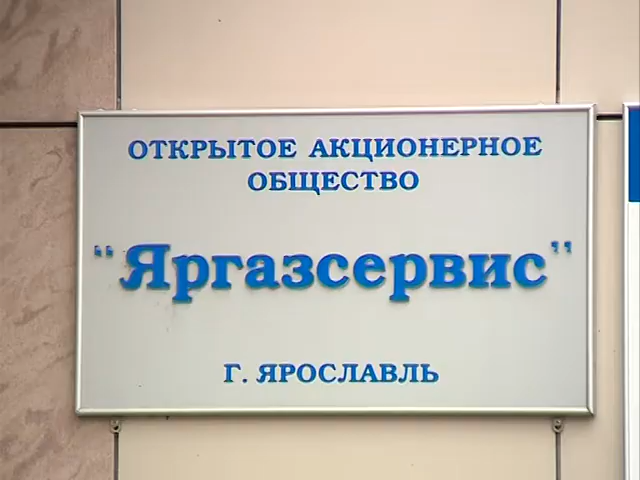 ОТКРЫТОЕ АКЦИОНЕРНОЕ
ОБЩЕСТВО
"Яргазсервис"
Г. ЯРОСЛАВЛЬ